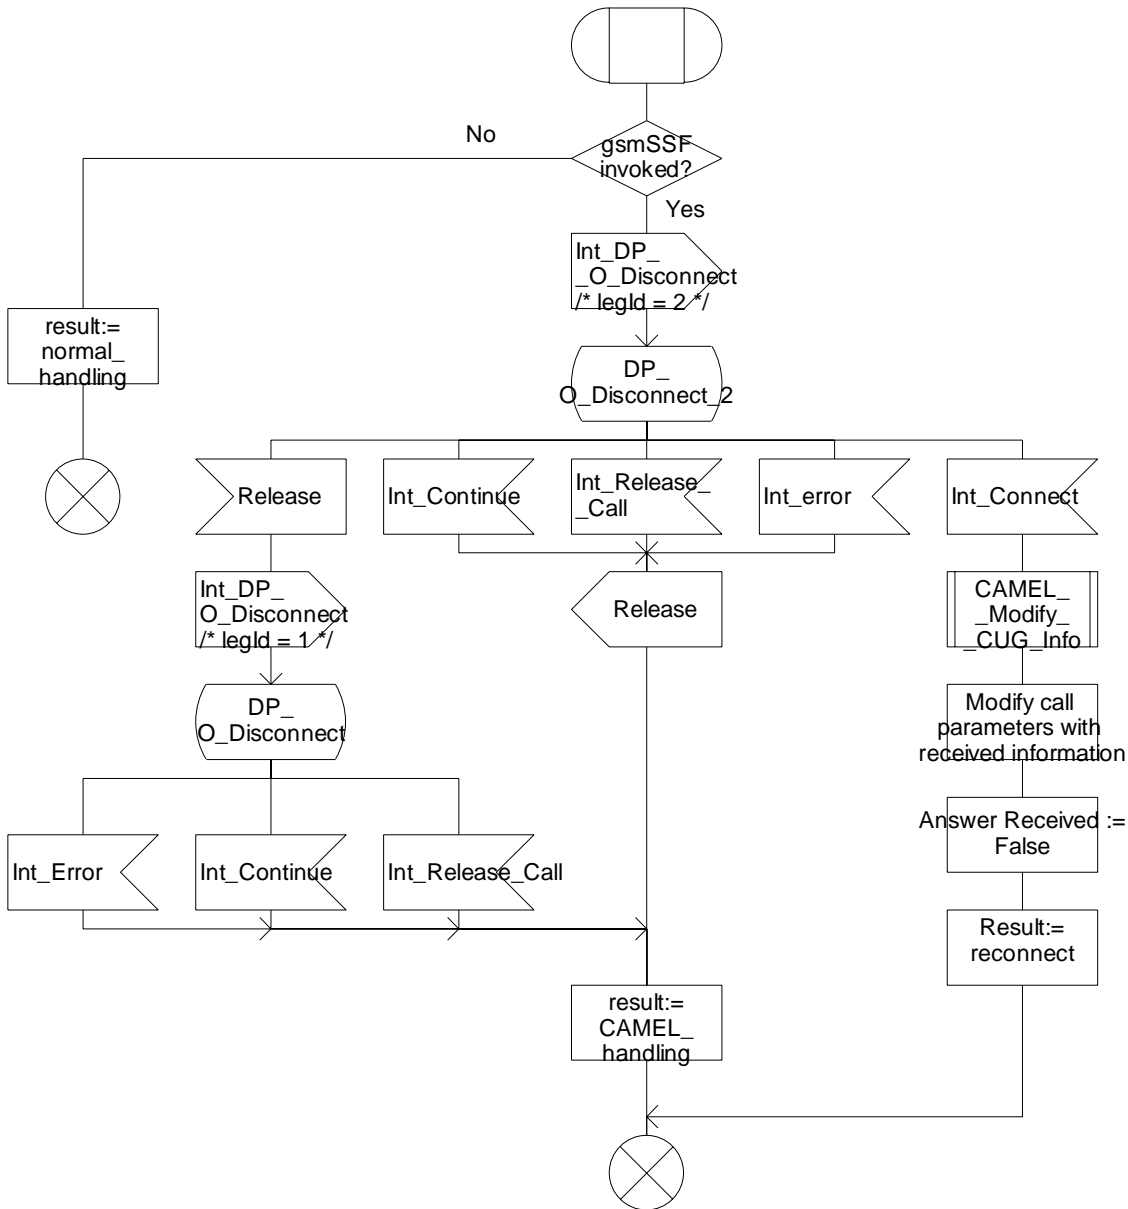 No
gsmSSF
invoked?
Yes
Int_DP_
_O_Disconnect
/* legId = 2 */
result:=
normal_
handling
DP_
O_Disconnect_2
Release
Int_Continue
Int_Release_
_Call
Int_error
Int_Connect
Int_DP_
O_Disconnect
/* legId = 1 */
Release
CAMEL_
_Modify_
_CUG_Info
DP_
O_Disconnect
Modify call
parameters with
received information
Int_Error
Int_Continue
Int_Release_Call
Answer Received :=
False
Result:=
reconnect
result:=
CAMEL_
handling